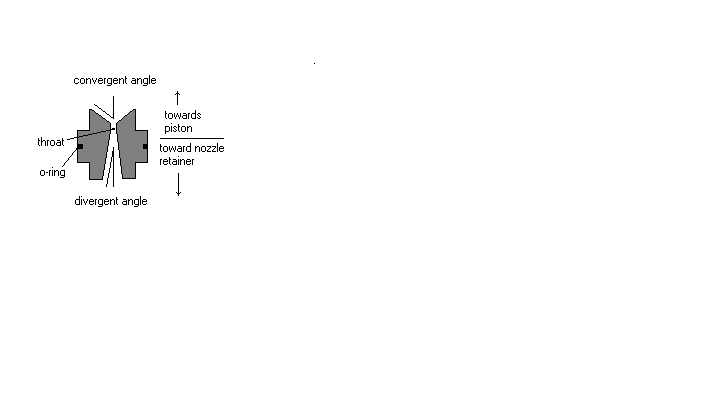 convergent angle
towards
piston
throat
toward nozzle
retainer
o-ring
divergent angle